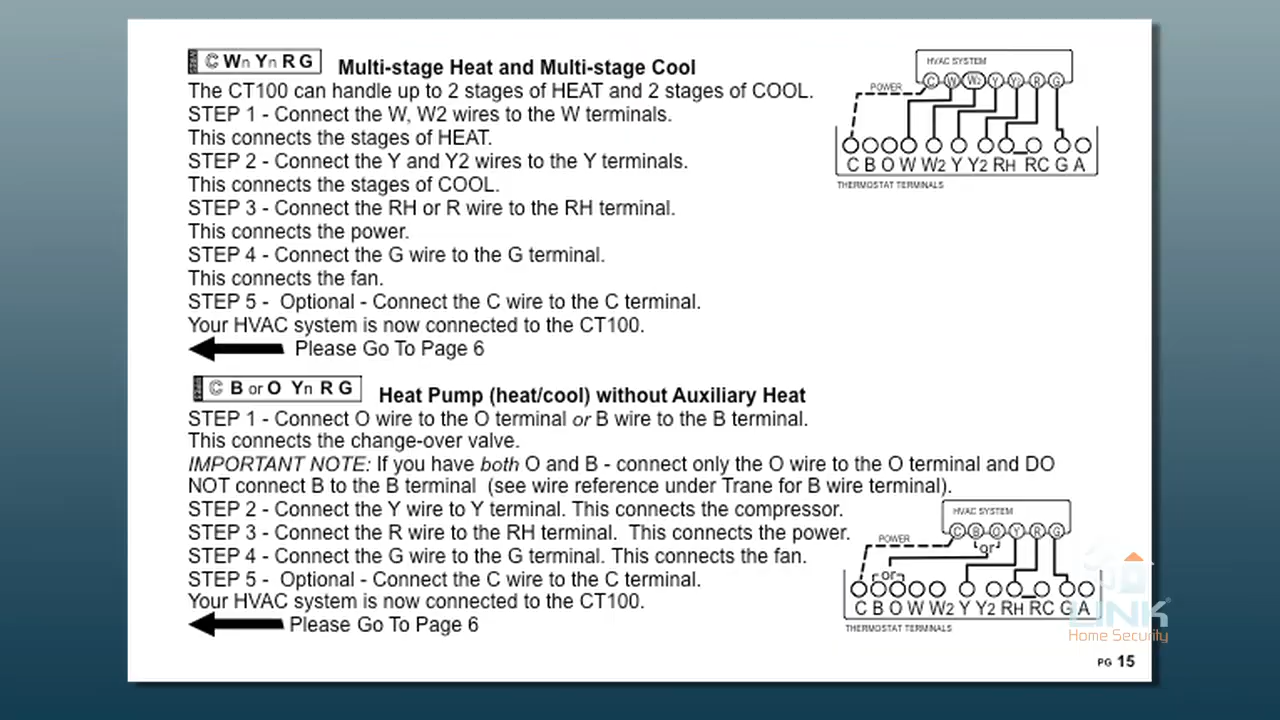 C Wn Yn R G
Multi-stage Heat and Multi-stage Cool
The CT100 can handle up to 2 stages of HEAT and 2 stages of COOL.
STEP 1 - Connect the W, W2 wires to the W terminals.
This connects the stages of HEAT.
STEP 2 - Connect the Y and Y2 wires to the Y terminals.
This connects the stages of COOL.
STEP 3 - Connect the RH or R wire to the RH terminal.
This connects the power.
STEP 4 - Connect the G wire to the G terminal.
This connects the fan.
STEP 5 - Optional - Connect the C wire to the C terminal.
Your HVAC system is now connected to the CT100.
Please Go To Page 6
HVAC SYSTEM
C W W2 Y Y2 R G
POWER
C B O W W2 Y Y2 RH RC G A
THERMOSTAT TERMINALS
C B or O Yn R G
Heat Pump (heat/cool) without Auxiliary Heat
STEP 1 - Connect O wire to the O terminal or B wire to the B terminal.
This connects the change-over valve.
IMPORTANT NOTE: If you have both O and B - connect only the O wire to the O terminal and DO
NOT connect B to the B terminal (see wire reference under Trane for B wire terminal).
STEP 2 - Connect the Y wire to Y terminal. This connects the compressor.
STEP 3 - Connect the R wire to the RH terminal. This connects the power.
STEP 4 - Connect the G wire to the G terminal. This connects the fan.
STEP 5 - Optional - Connect the C wire to the C terminal.
Your HVAC system is now connected to the CT100.
Please Go To Page 6
HVAC SYSTEM
C B O Y R G
or
POWER
or
C B O W W2 Y Y2 RH RC G A
THERMOSTAT TERMINALS
LINK®
Home Security
PG 15